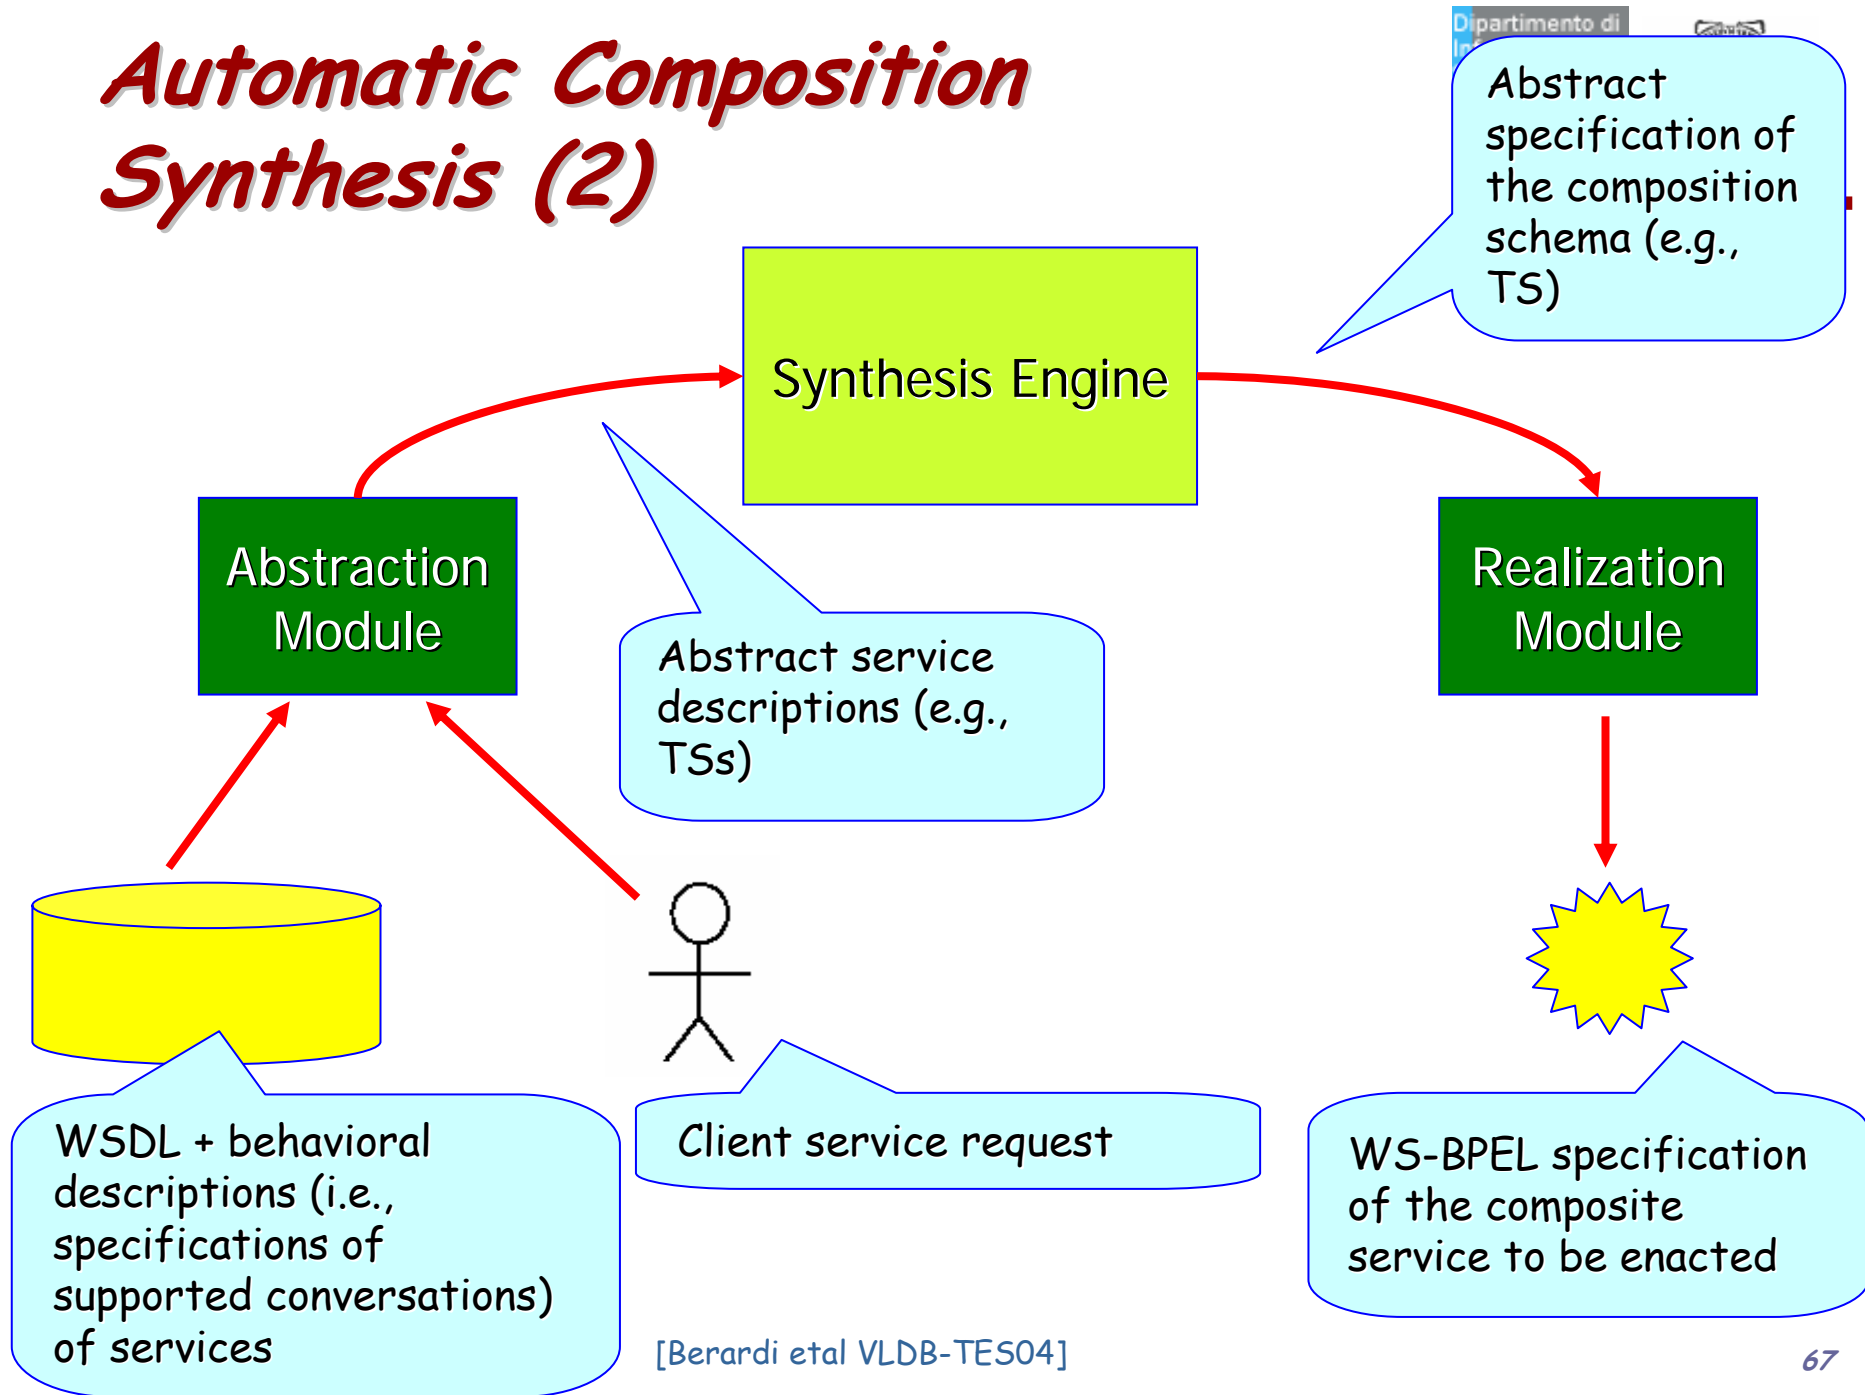 Automatic Composition
Synthesis (2)
Dipartimento di
Abstract
specification of
the composition
schema (e.g.,
TS)
Synthesis Engine
Abstraction
Module
Realization
Module
Abstract service
descriptions (e.g.,
TSs)
WSDL + behavioral
descriptions (i.e.,
specifications of
supported conversations)
of services
Client service request
WS-BPEL specification
of the composite
service to be enacted
[Berardi etal VLDB-TES04]
67